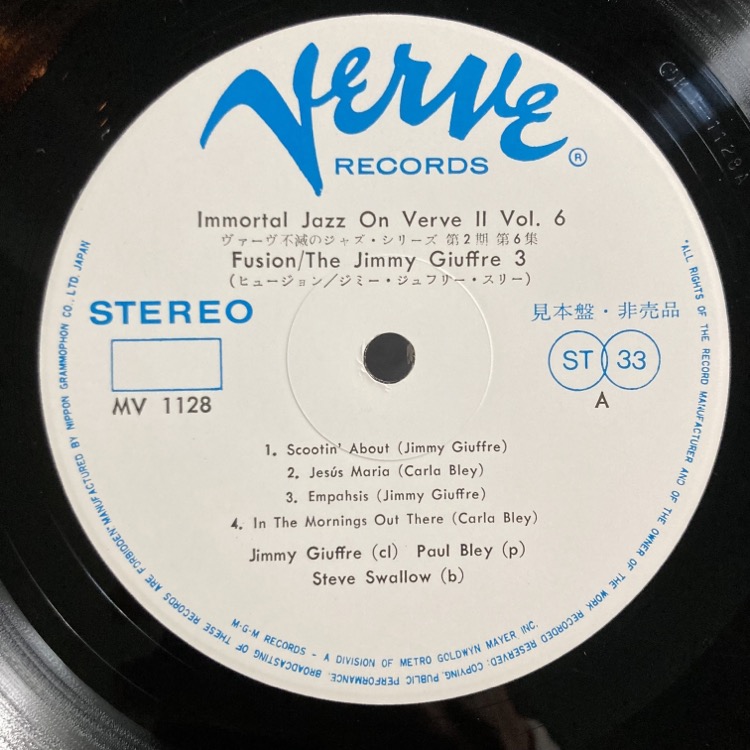 Verve
RECORDS
®
Immortal Jazz On Verve II Vol. 6
ヴァーヴ不滅のジャズ・シリーズ 第2期 第6集
Fusion/The Jimmy Giuffre 3
(ヒュージョン/ジミー・ジュフリー・スリー)
STEREO
見本盤・非売品
ST 33
MV 1128
A
1. Scootin' About (Jimmy Giuffre)
2. Jesús Maria (Carla Bley)
3. Empahsis (Jimmy Giuffre)
4. In The Mornings Out There (Carla Bley)
Jimmy Giuffre (cl) Paul Bley (p)
Steve Swallow (b)
M-G-M RECORDS - A DIVISION OF METRO GOLDWYN MAYER INC.
"ALL RIGHTS OF THE RECORD MANUFACTURER AND OF THE OWNER OF THE WORK RECORDED RESERVED. COPYING, PUBLIC PERFORMANCE, BROADCASTING OF THESE RECORDS ARE FORBIDDEN" MANUFACTURED BY NIPPON GRAMMOPHON CO., LTD. JAPAN
1128A